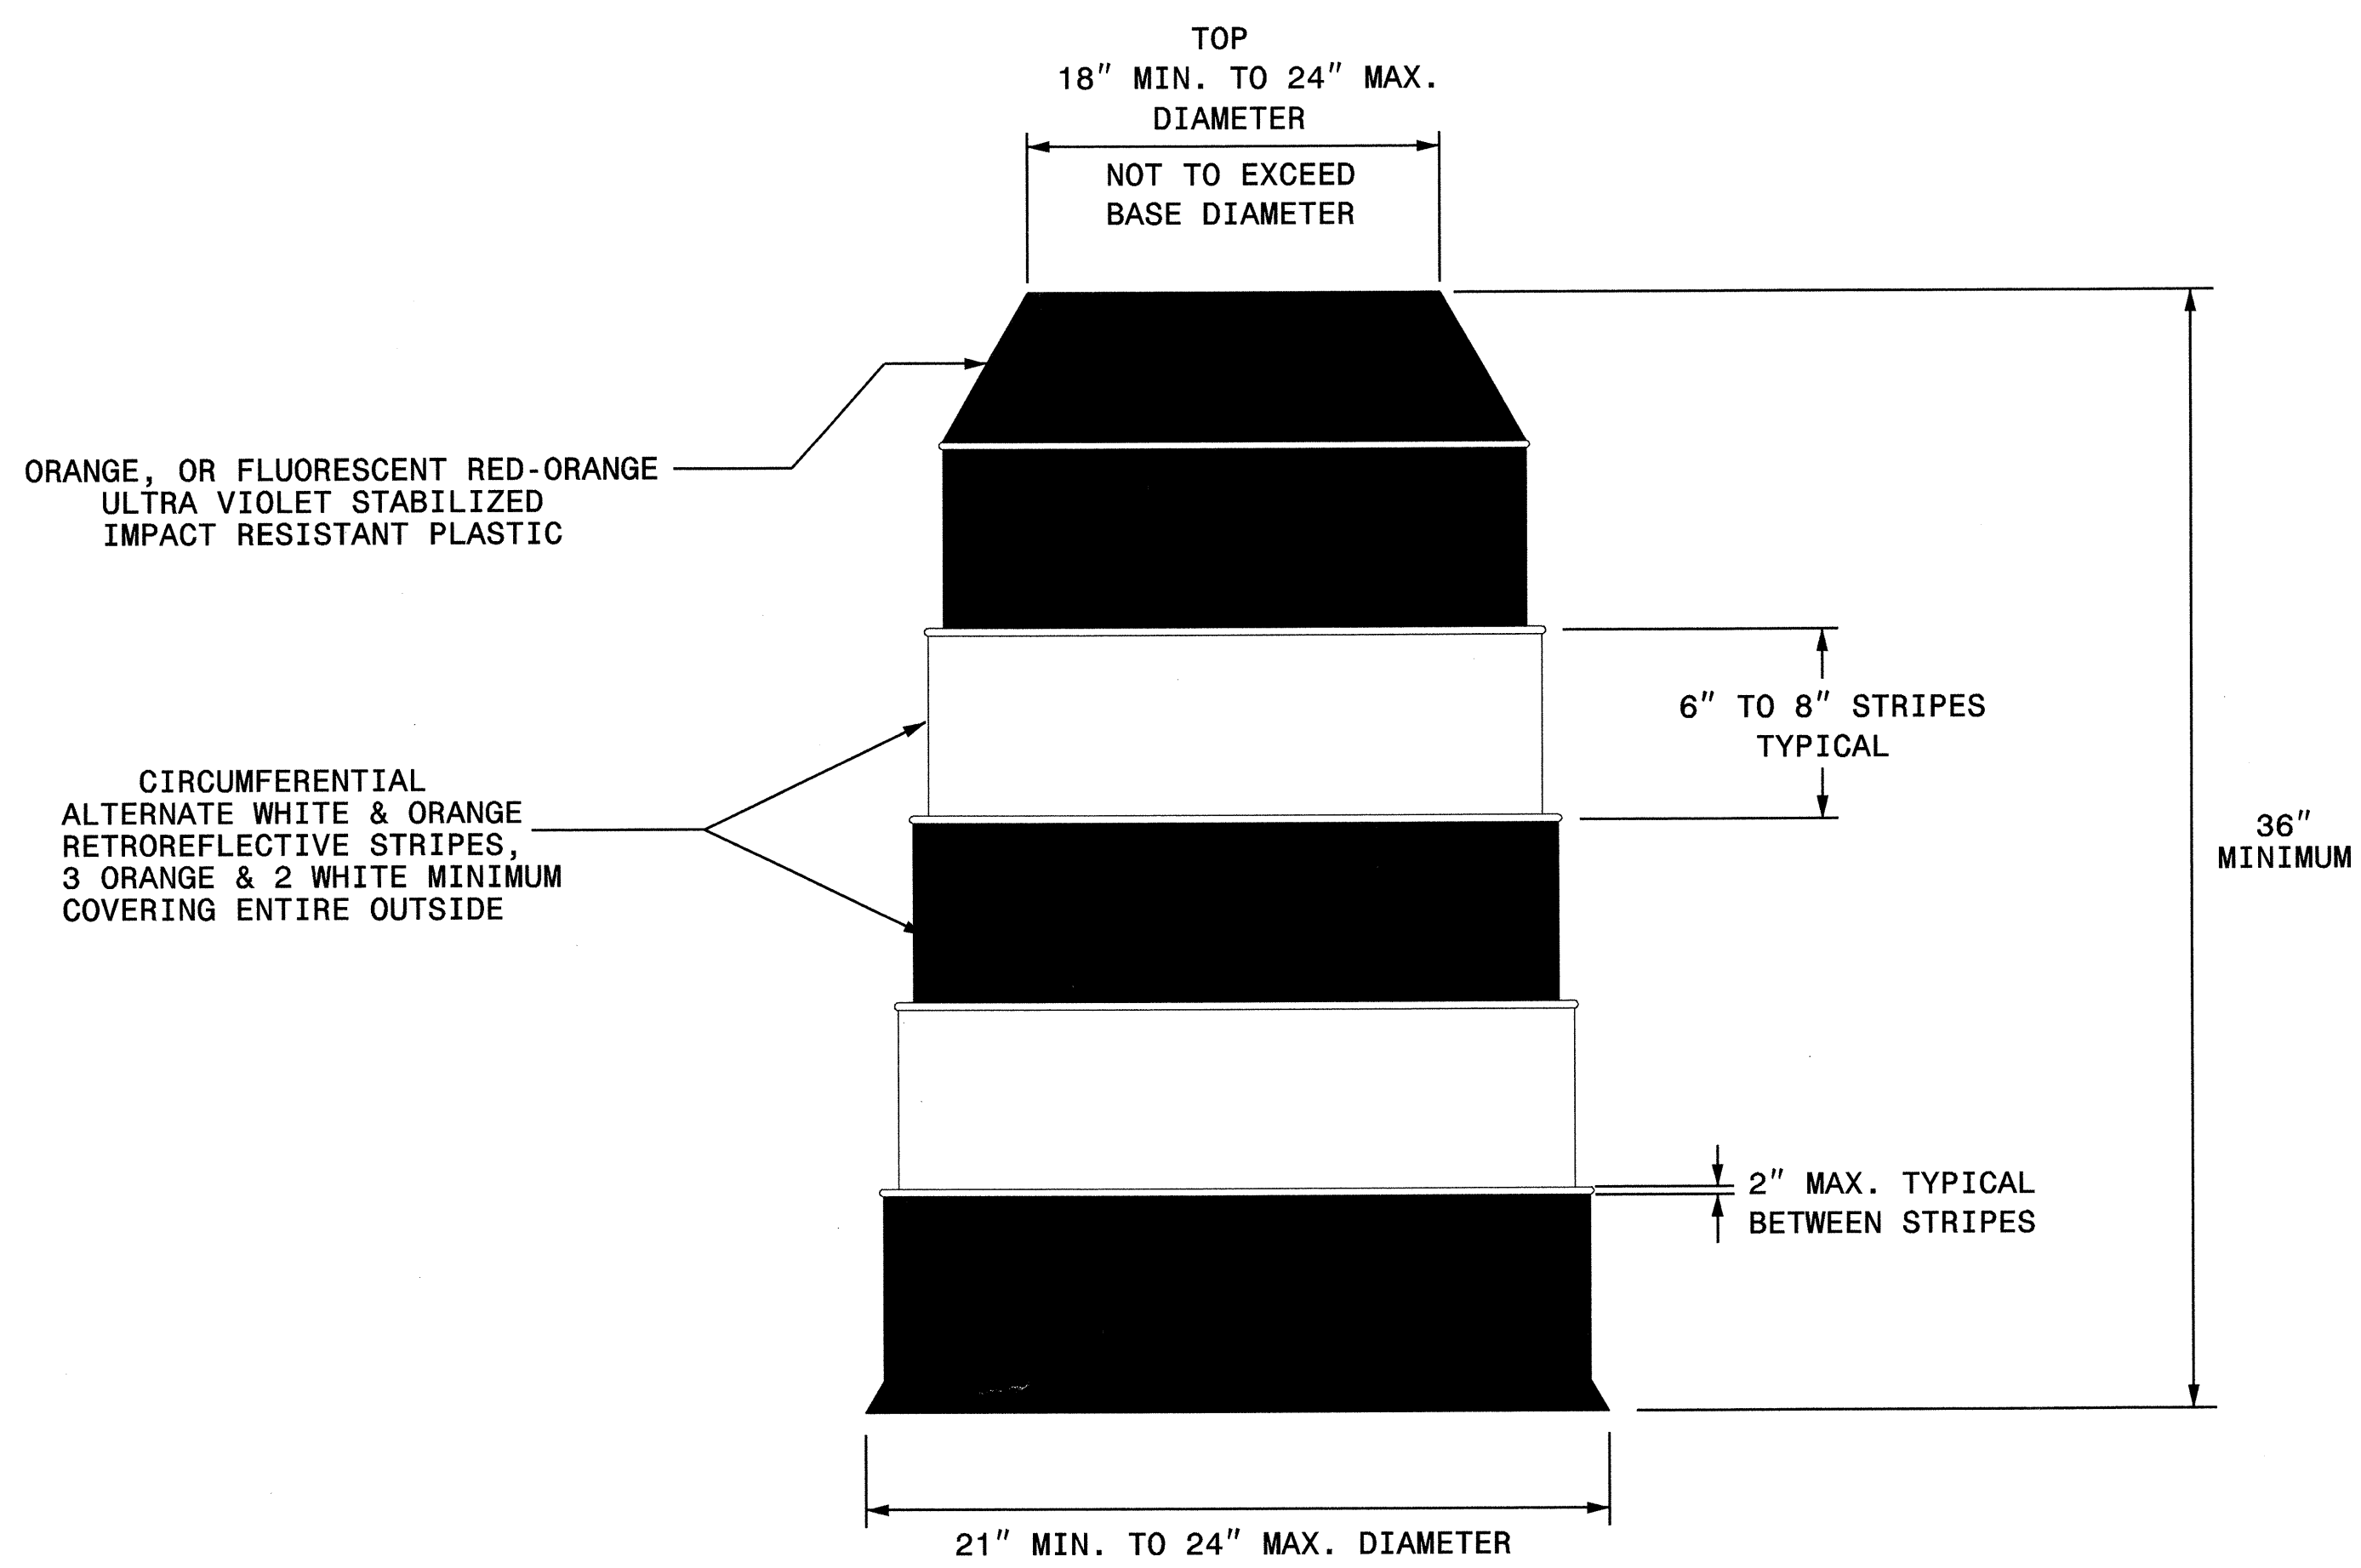 TOP
18" MIN. TO 24" MAX.
DIAMETER
NOT TO EXCEED
BASE DIAMETER
ORANGE, OR FLUORESCENT RED-ORANGE
ULTRA VIOLET STABILIZED
IMPACT RESISTANT PLASTIC
6" TO 8" STRIPES
TYPICAL
CIRCUMFERENTIAL
ALTERNATE WHITE & ORANGE
RETROREFLECTIVE STRIPES,
3 ORANGE & 2 WHITE MINIMUM
COVERING ENTIRE OUTSIDE
36"
MINIMUM
2" MAX. TYPICAL
BETWEEN STRIPES
21" MIN. TO 24" MAX. DIAMETER